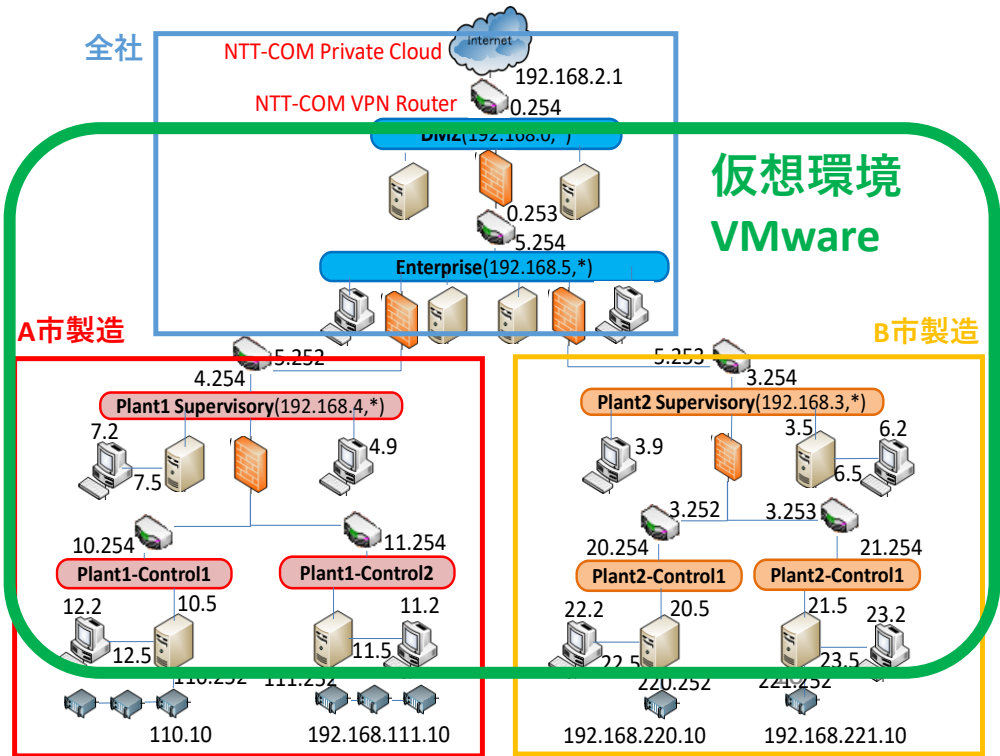 全社
NTT-COM Private Cloud
Internet
192.168.2.1
NTT-COM VPN Router
0.254
DMZ(192.168.0,*)
仮想環境
VMware
0.253
5.254
Enterprise(192.168.5,*)
A市製造
B市製造
5.252
5.253
4.254
3.254
Plant1 Supervisory(192.168.4,*)
Plant2 Supervisory(192.168.3,*)
7.2
4.9
7.5
3.9
3.5
6.2
6.5
3.252
3.253
10.254
11.254
20.254
21.254
Plant1-Control1
Plant1-Control2
Plant2-Control1
Plant2-Control1
12.2
10.5
11.2
22.2
20.5
21.5
23.2
12.5
11.5
22.5
23.5
110.252
111.252
220.252
221.252
110.10
192.168.111.10
192.168.220.10
192.168.221.10